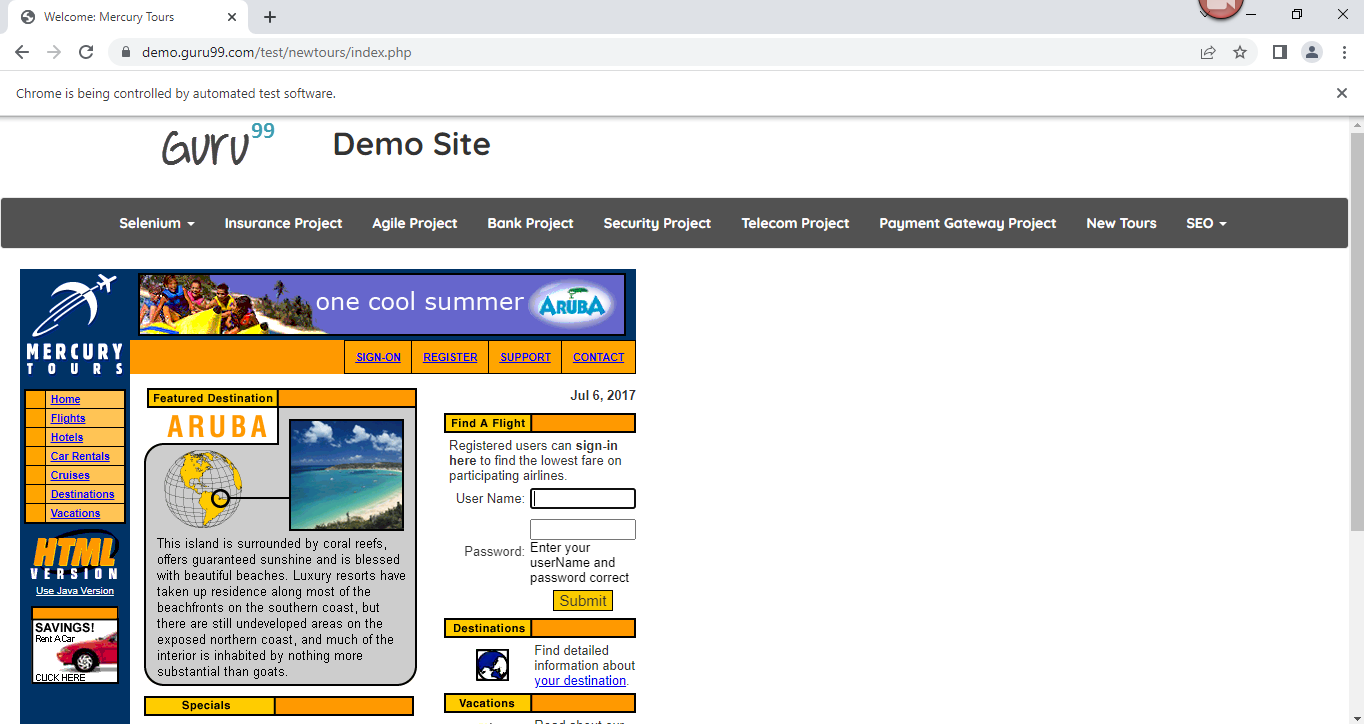 Welcome: Mercury Tours
demo.guru99.com/test/newtours/index.php
Chrome is being controlled by automated test software.
Guru99
Demo Site
Selenium
Insurance Project
Agile Project
Bank Project
Security Project
Telecom Project
Payment Gateway Project
New Tours
SEO
one cool summer
ARUBA
MERCURY
TOURS
SIGN-ON
REGISTER
SUPPORT
CONTACT
Home
Flights
Hotels
Car Rentals
Cruises
Destinations
Vacations
HTML
VERSION
Use Java Version
SAVINGS!
Rent A Car
CLICK HERE
Featured Destination
ARUBA
This island is surrounded by coral reefs,
offers guaranteed sunshine and is blessed
with beautiful beaches. Luxury resorts have
taken up residence along most of the
beachfronts on the southern coast, but
there are still undeveloped areas on the
exposed northern coast, and much of the
interior is inhabited by nothing more
substantial than goats.
Specials
Jul 6, 2017
Find A Flight
Registered users can sign-in
here to find the lowest fare on
participating airlines.
User Name:
Password:
Enter your
userName and
password correct
Submit
Destinations
Find detailed
information about
your destination.
Vacations
Read about our